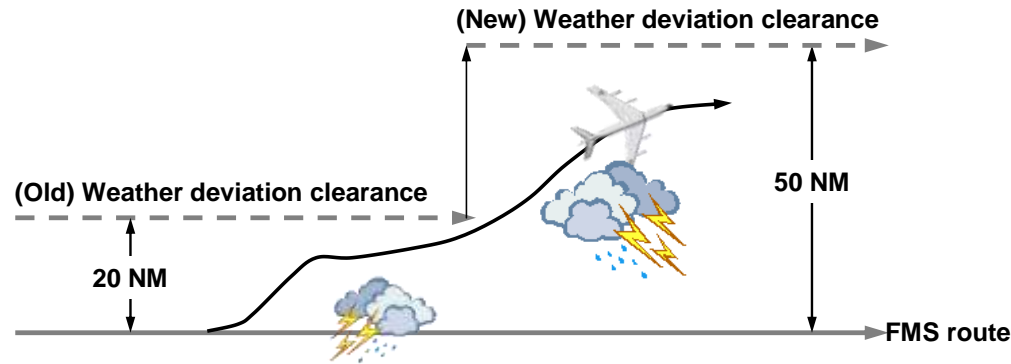 (New) Weather deviation clearance
(Old) Weather deviation clearance
50 NM
20 NM
FMS route